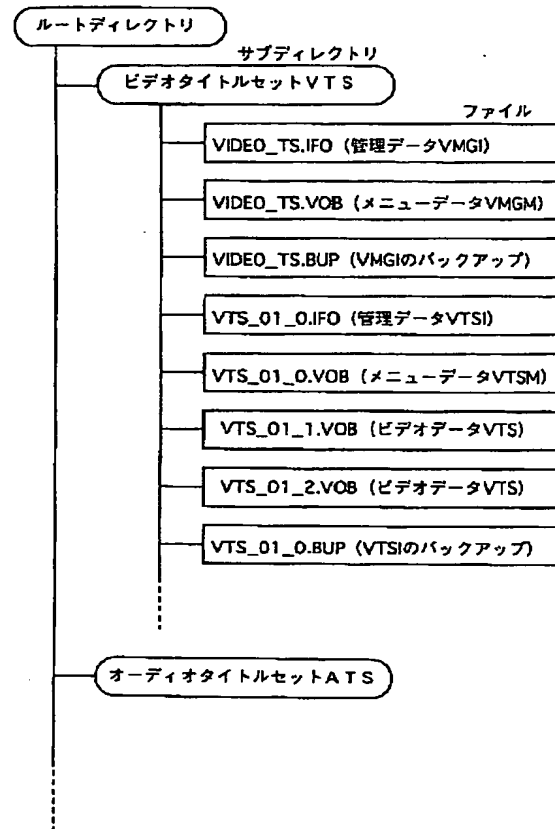 ルートディレクトリ
サブディレクトリ
ビデオタイトルセットVTS
ファイル
VIDEO_TS.IFO (管理データVMGI)
VIDEO_TS.VOB (メニューデータVMGM)
VIDEO_TS.BUP (VMGIのバックアップ)
VTS_01_0.IFO (管理データVTSI)
VTS_01_0.VOB (メニューデータVTSM)
VTS_01_1.VOB (ビデオデータVTS)
VTS_01_2.VOB (ビデオデータVTS)
VTS_01_0.BUP (VTSIのバックアップ)
オーディオタイトルセットATS